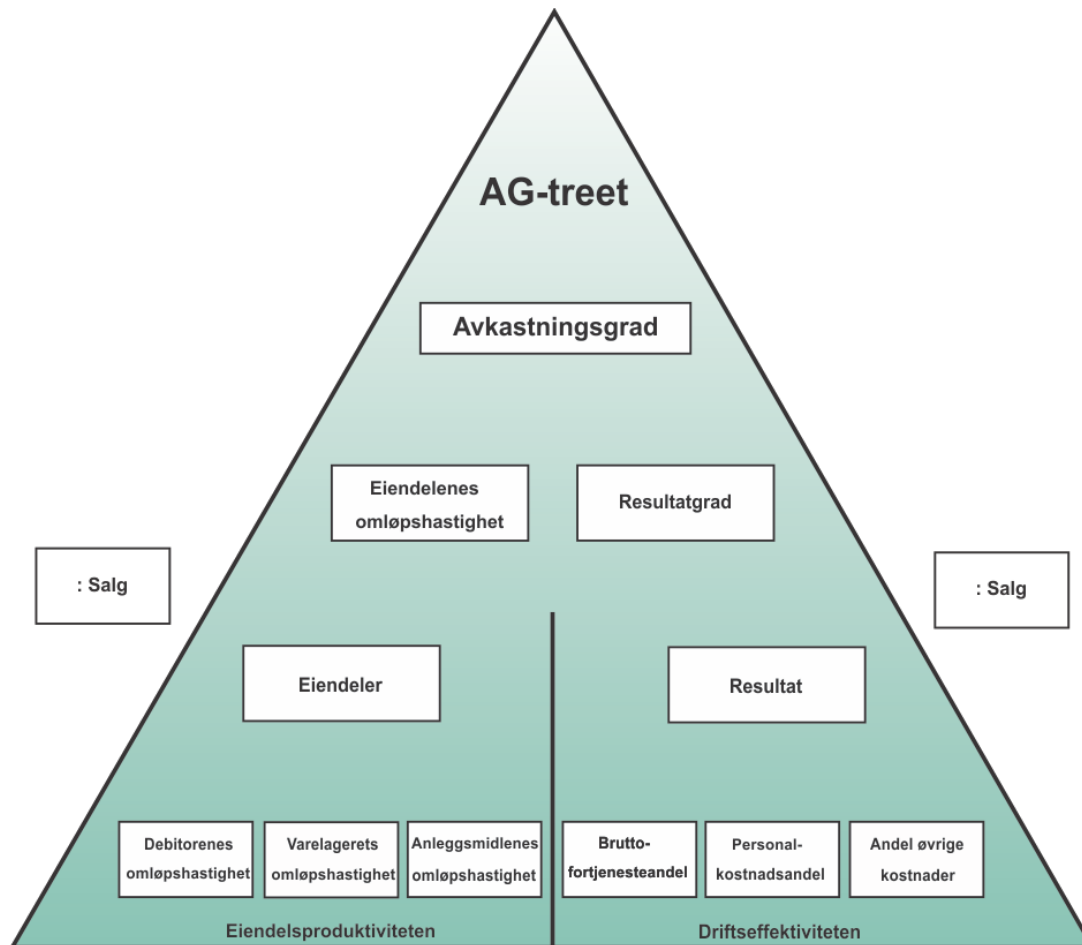 AG-treet
Avkastningsgrad
Eiendelenes
omløpshastighet
Resultatgrad
: Salg
: Salg
Eiendeler
Resultat
Debitorenes
omløpshastighet
Varelagerets
omløpshastighet
Anleggsmidlenes
omløpshastighet
Brutto-
fortjenesteandel
Personal-
kostnadsandel
Andel øvrige
kostnader
Eiendelsproduktiviteten
Driftseffektiviteten